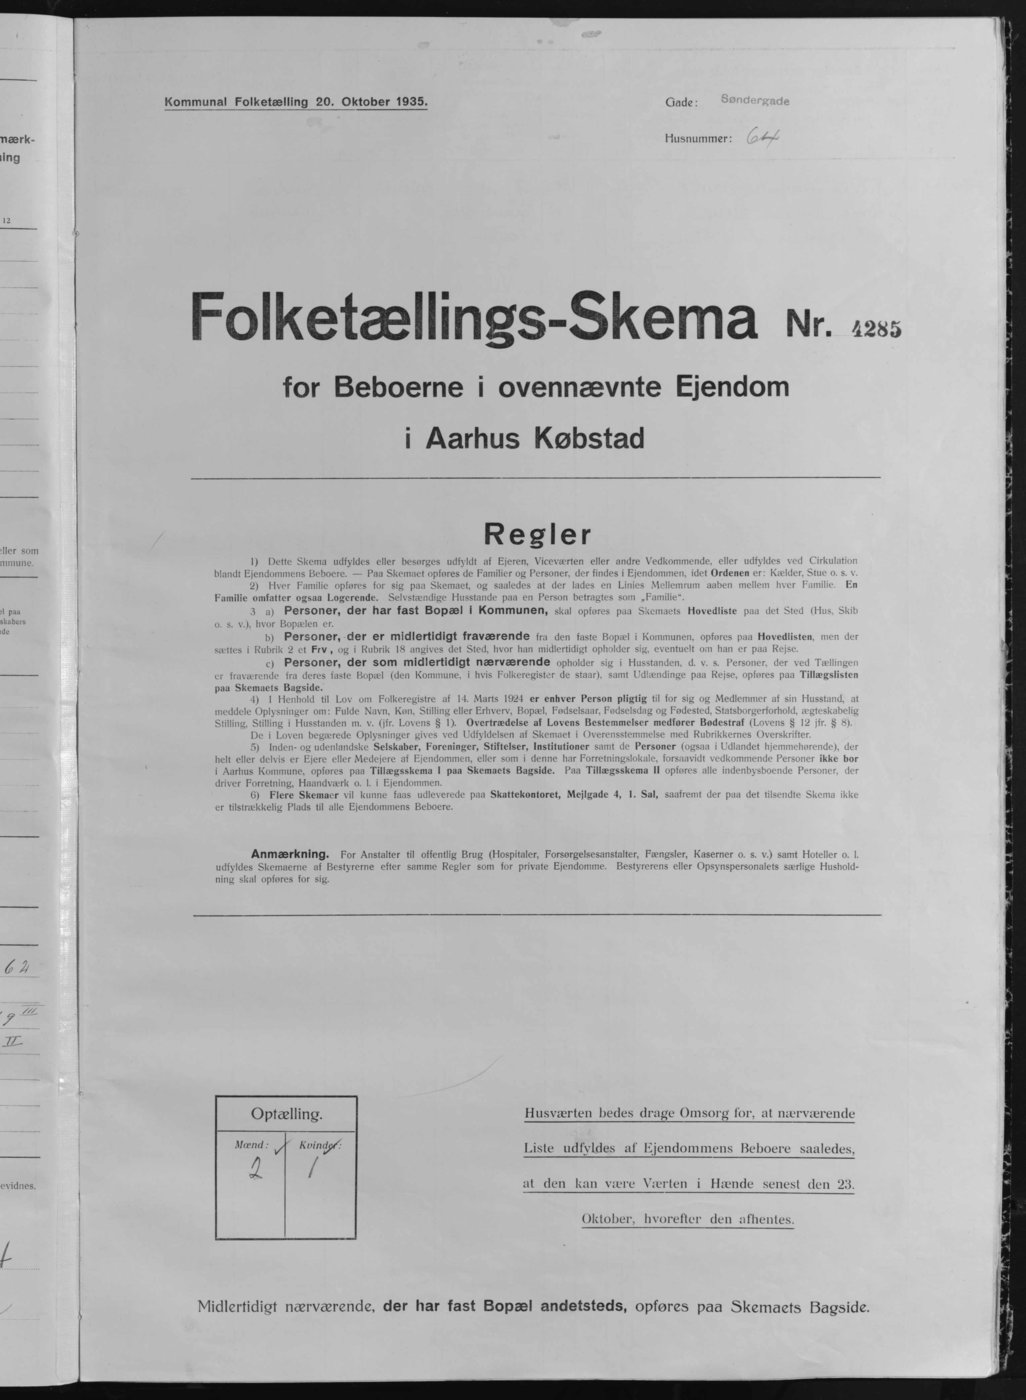 mærk-
ing
12
eller som
mmune.
el paa
skabers
de
62
9 III
II
evidnes.
Kommunal Folketælling 20. Oktober 1935.
Gade: Søndergade
Husnummer: 64
Folketællings-Skema Nr. 4285
for Beboerne i ovennævnte Ejendom
i Aarhus Købstad
Regler
1) Dette Skema udfyldes eller besørges udfyldt af Ejeren, Viceværten eller andre Vedkommende, eller udfyldes ved Cirkulation
blandt Ejendommens Beboere. — Paa Skemaet opføres de Familier og Personer, der findes i Ejendommen, idet Ordenen er: Kælder, Stue o. s. v.
2) Hver Familie opføres for sig paa Skemaet, og saaledes at der lades en Linies Mellemrum aaben mellem hver Familie. En
Familie omfatter ogsaa Logerende. Selvstændige Husstande paa en Person betragtes som „Familie“.
3 a) Personer, der har fast Bopæl i Kommunen, skal opføres paa Skemaets Hovedliste paa det Sted (Hus, Skib
o. s. v.), hvor Bopælen er.
b) Personer, der er midlertidigt fraværende fra den faste Bopæl i Kommunen, opføres paa Hovedlisten, men der
sættes i Rubrik 2 et Frv, og i Rubrik 18 angives det Sted, hvor han midlertidigt opholder sig, eventuelt om han er paa Rejse.
c) Personer, der som midlertidigt nærværende opholder sig i Husstanden, d. v. s. Personer, der ved Tællingen
er fraværende fra deres faste Bopæl (den Kommune, i hvis Folkeregister de staar), samt Udlændinge paa Rejse, opføres paa Tillægslisten
paa Skemaets Bagside.
4) I Henhold til Lov om Folkeregistre af 14. Marts 1924 er enhver Person pligtig til for sig og Medlemmer af sin Husstand, at
meddele Oplysninger om: Fulde Navn, Køn, Stilling eller Erhverv, Bopæl, Fødselsaar, Fødselsdag og Fødested, Statsborgerforhold, ægteskabelig
Stilling, Stilling i Husstanden m. v. (jfr. Lovens § 1). Overtrædelse af Lovens Bestemmelser medfører Bødestraf (Lovens § 12 jfr. § 8).
De i Loven begærede Oplysninger gives ved Udfyldelsen af Skemaet i Overensstemmelse med Rubrikkernes Overskrifter.
5) Inden- og udenlandske Selskaber, Foreninger, Stiftelser, Institutioner samt de Personer (ogsaa i Udlandet hjemmehørende), der
helt eller delvis er Ejere eller Medejere af Ejendommen, eller som i denne har Forretningslokale, forsaavidt vedkommende Personer ikke bor
i Aarhus Kommune, opføres paa Tillægsskema I paa Skemaets Bagside. Paa Tillægsskema II opføres alle indenbysboende Personer, der
driver Forretning, Haandværk o. l. i Ejendommen.
6) Flere Skemaer vil kunne faas udleverede paa Skattekontoret, Mejlgade 4, 1. Sal, saafremt der paa det tilsendte Skema ikke
er tilstrækkelig Plads til alle Ejendommens Beboere.
Anmærkning. For Anstalter til offentlig Brug (Hospitaler, Forsørgelsesanstalter, Fængsler, Kaserner o. s. v.) samt Hoteller o. l.
udfyldes Skemaerne af Bestyrerne efter samme Regler som for private Ejendomme. Bestyrerens eller Opsynspersonalets særlige Hushold-
ning skal opføres for sig.
Optælling.
Mænd: Kvinder:
2 1
Husværten bedes drage Omsorg for, at nærværende
Liste udfyldes af Ejendommens Beboere saaledes,
at den kan være Værten i Hænde senest den 23.
Oktober, hvorefter den afhentes.
Midlertidigt nærværende, der har fast Bopæl andetsteds, opføres paa Skemaets Bagside.